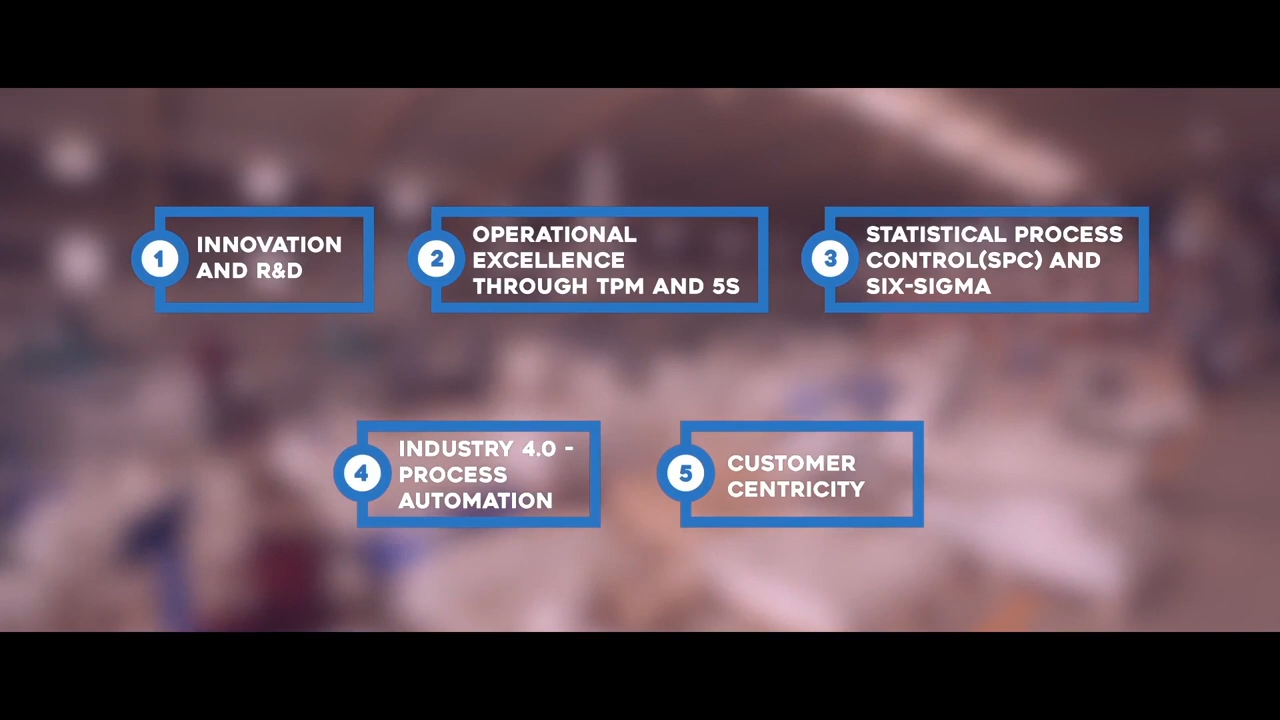 1
INNOVATION
AND R&D
2
OPERATIONAL
EXCELLENCE
THROUGH TPM AND 5S
3
STATISTICAL PROCESS
CONTROL(SPC) AND
SIX-SIGMA
4
INDUSTRY 4.0 -
PROCESS
AUTOMATION
5
CUSTOMER
CENTRICITY